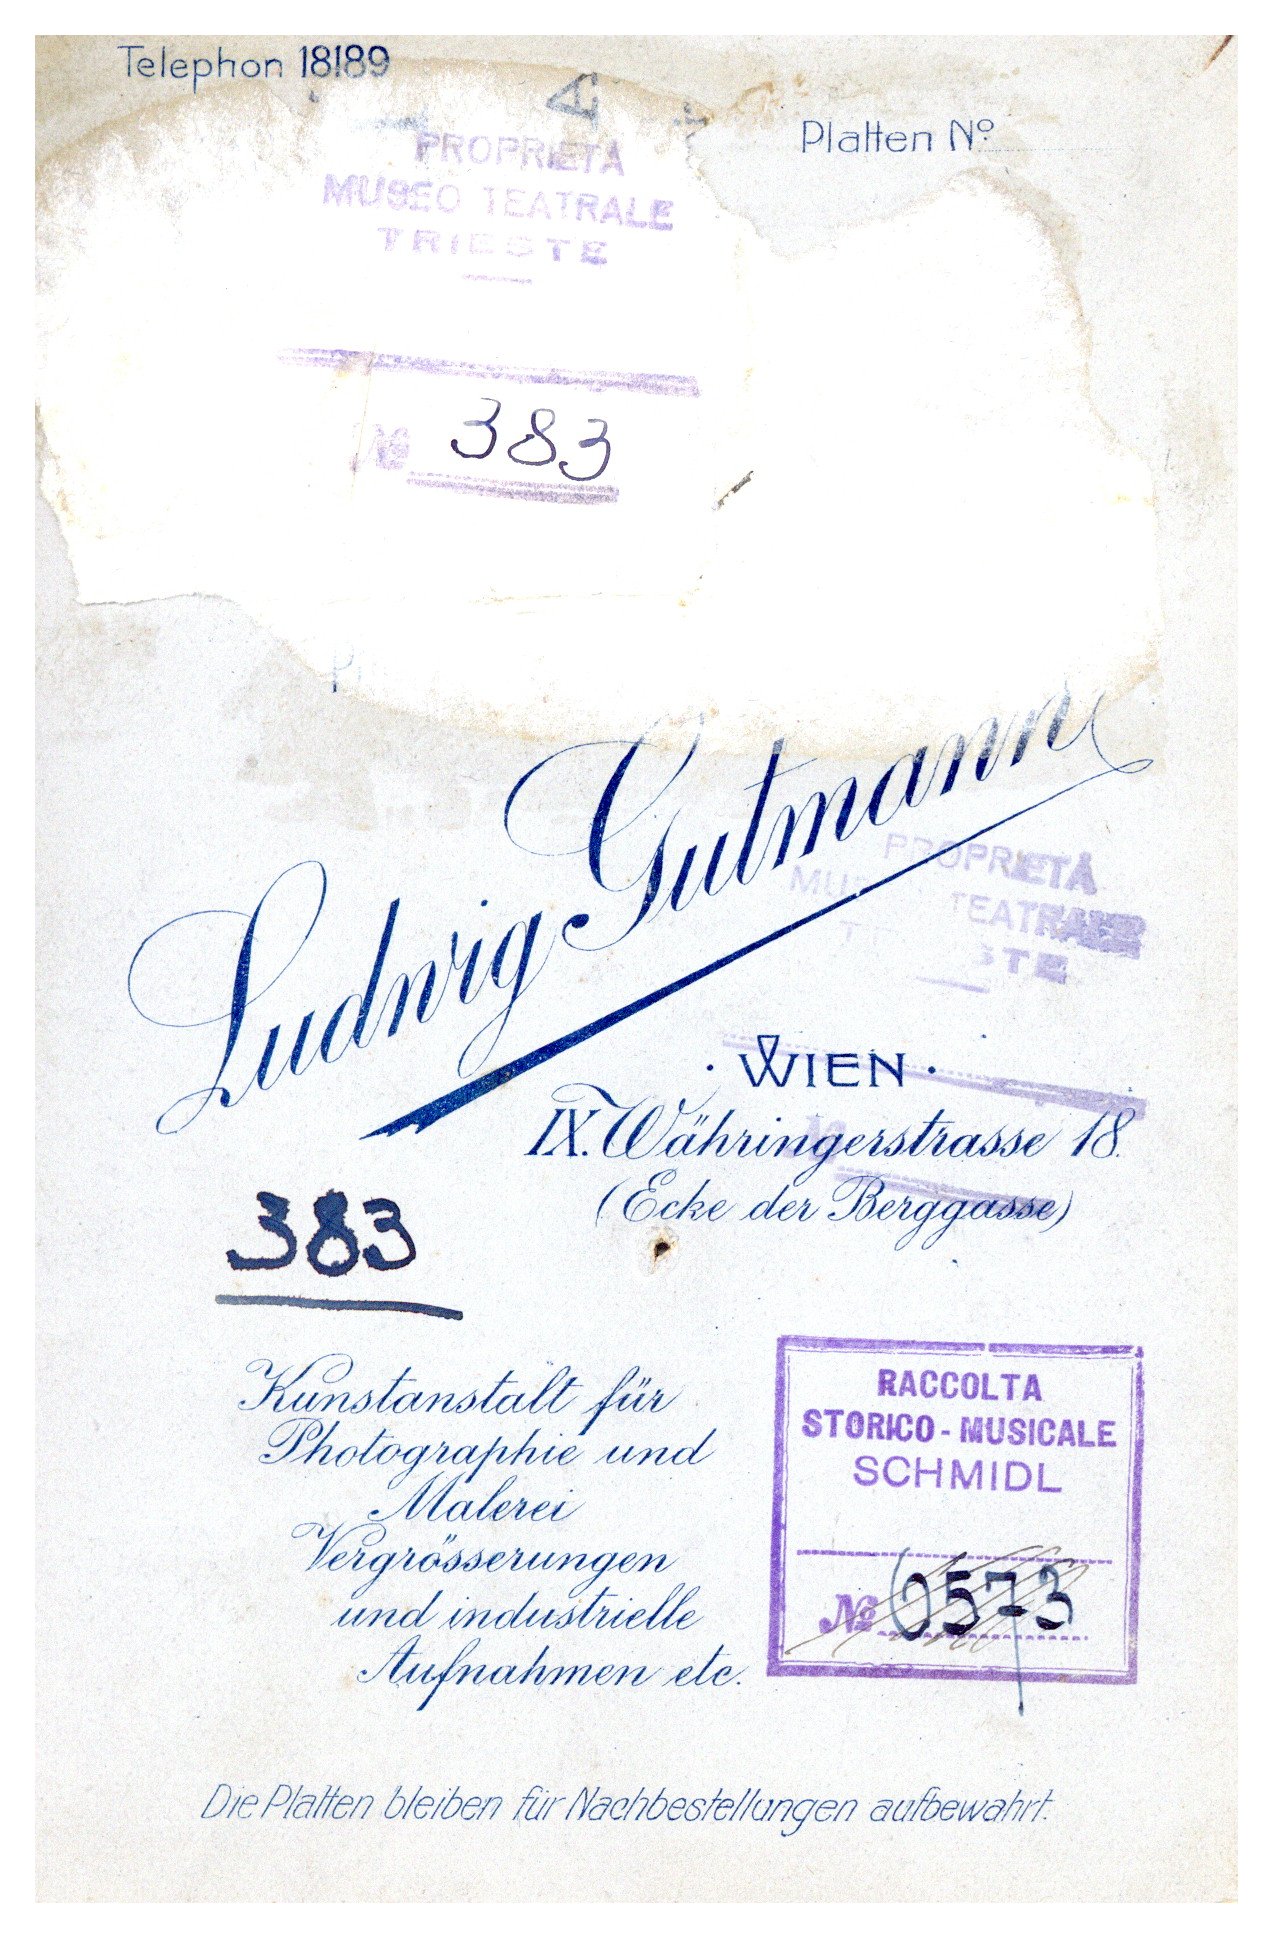 Telephon 18189
Platten Nº
PROPRIETÀ
MUSEO TEATRALE
TRIESTE
Nº 383
Ludwig Gutmann
PROPRIETÀ
TEATRALE
· WIEN ·
IX. Währingerstrasse 18.
(Ecke der Berggasse)
383
Kunstanstalt für
Photographie und
Malerei
Vergrösserungen
und industrielle
Aufnahmen etc.
RACCOLTA
STORICO-MUSICALE
SCHMIDL
Nº 0573
Die Platten bleiben für Nachbestellungen aufbewahrt.